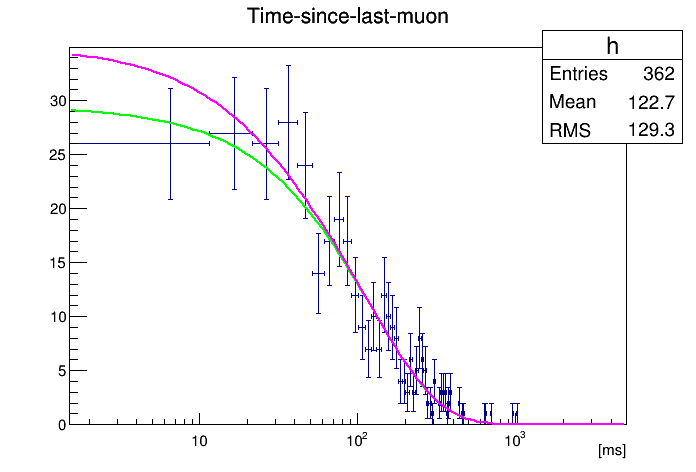 Time-since-last-muon
h
Entries 362
Mean 122.7
RMS 129.3
30
25
20
15
10
5
0
10 10² 10³
[ms]